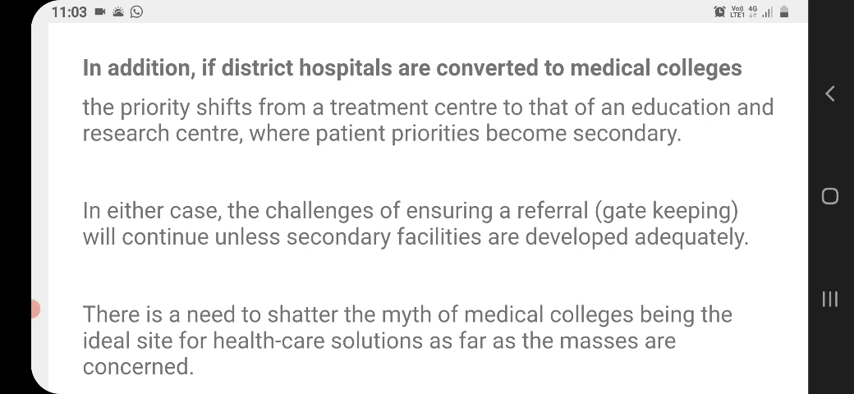 11:03
Vo)) 4G
LTE1
In addition, if district hospitals are converted to medical colleges
the priority shifts from a treatment centre to that of an education and
research centre, where patient priorities become secondary.
In either case, the challenges of ensuring a referral (gate keeping)
will continue unless secondary facilities are developed adequately.
There is a need to shatter the myth of medical colleges being the
ideal site for health-care solutions as far as the masses are
concerned.